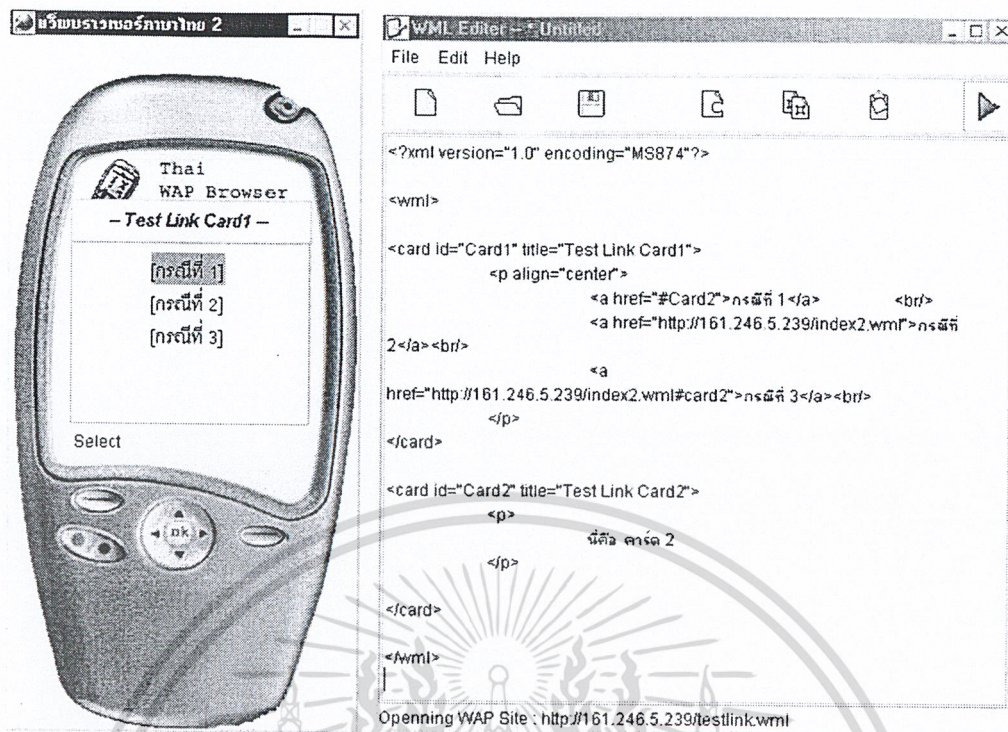 แว็พบราวเซอร์ภาษาไทย 2
Thai
WAP Browser
-- Test Link Card1 --
[กรณีที่ 1]
[กรณีที่ 2]
[กรณีที่ 3]
Select
Ok
WML Editer -- * Untitled
File Edit Help
<?xml version="1.0" encoding="MS874"?>
<wml>
<card id="Card1" title="Test Link Card1">
<p align="center">
<a href="#Card2">กรณีที่ 1</a> <br/>
<a href="http://161.246.5.239/index2.wml">กรณีที่
2</a><br/>
<a
href="http://161.246.5.239/index2.wml#card2">กรณีที่ 3</a><br/>
</p>
</card>
<card id="Card2" title="Test Link Card2">
<p>
นี่คือ คาร์ด 2
</p>
</card>
</wml>
Openning WAP Site : http://161.246.5.239/testlink.wml